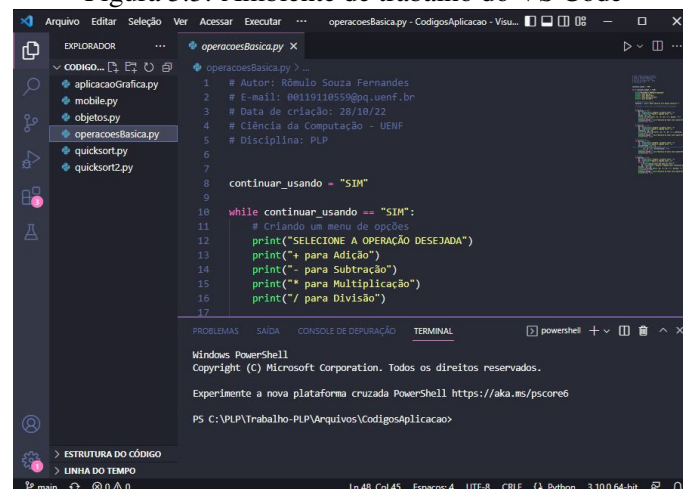 Figura 3.3: Ambiente de trabalho do VS Code
Arquivo Editar Seleção Ver Acessar Executar ··· operacoesBasica.py - CodigosAplicacao - Visu...
EXPLORADOR ···
operacoesBasica.py
CODIGO...
operacoesBasica.py > ...
aplicacaoGrafica.py
mobile.py
objetos.py
operacoesBasica.py
quicksort.py
quicksort2.py
1 # Autor: Rômulo Souza Fernandes
2 # E-mail: 00119110559@pq.uenf.br
3 # Data de criação: 28/10/22
4 # Ciência da Computação - UENF
5 # Disciplina: PLP
6
7
8 continuar_usando = "SIM"
9
10 while continuar_usando == "SIM":
11 # Criando um menu de opções
12 print("SELECIONE A OPERAÇÃO DESEJADA")
13 print("+ para Adição")
14 print("- para Subtração")
15 print("* para Multiplicação")
16 print("/ para Divisão")
17
PROBLEMAS SAÍDA CONSOLE DE DEPURAÇÃO TERMINAL powershell
Windows PowerShell
Copyright (C) Microsoft Corporation. Todos os direitos reservados.
Experimente a nova plataforma cruzada PowerShell https://aka.ms/pscore6
PS C:\PLP\Trabalho-PLP\Arquivos\CodigosAplicacao>
3
> ESTRUTURA DO CÓDIGO
> LINHA DO TEMPO
1
main 0 0 Ln 48, Col 45 Espaços: 4 UTF-8 CRLF Python 3.10.0 64-bit